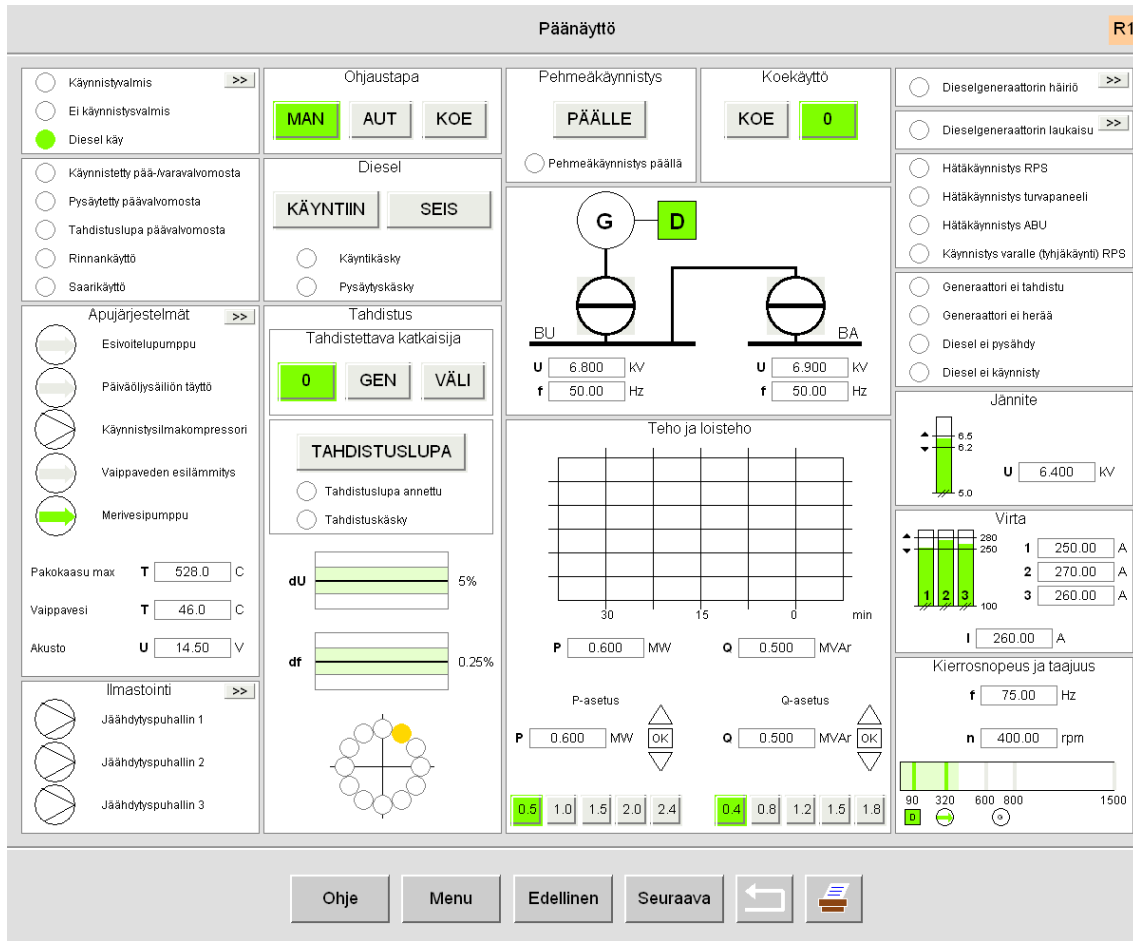 Päänäyttö
R1
Käynnistyvalmis >>
Ei käynnistysvalmis
Diesel käy
Käynnistetty pää-/varavalvomosta
Pysäytetty päävalvomosta
Tahdistuslupa päävalvomosta
Rinnankäyttö
Saarikäyttö
Apujärjestelmät >>
Esivoitelupumppu
Päiväöljysäiliön täyttö
Käynnistysilmakompressori
Vaippaveden esilämmitys
Merivesipumppu
Pakokaasu max T 528.0 C
Vaippavesi T 46.0 C
Akusto U 14.50 V
Ilmastointi >>
Jäähdytyspuhallin 1
Jäähdytyspuhallin 2
Jäähdytyspuhallin 3
Ohjaustapa
MAN AUT KOE
Diesel
KÄYNTIIN SEIS
Käyntikäsky
Pysäytyskäsky
Tahdistus
Tahdistettava katkaisija
0 GEN VÄLI
TAHDISTUSLUPA
Tahdistuslupa annettu
Tahdistuskäsky
dU 5%
df 0.25%
Pehmeäkäynnistys
PÄÄLLE
Pehmeäkäynnistys päällä
Koekäyttö
KOE 0
G D
BU BA
U 6.800 kV U 6.900 kV
f 50.00 Hz f 50.00 Hz
Teho ja loisteho
30 15 0 min
P 0.600 MW Q 0.500 MVAr
P-asetus Q-asetus
P 0.600 MW OK Q 0.500 MVAr OK
0.5 1.0 1.5 2.0 2.4 0.4 0.8 1.2 1.5 1.8
Dieselgeneraattorin häiriö >>
Dieselgeneraattorin laukaisu >>
Hätäkäynnistys RPS
Hätäkäynnistys turvapaneeli
Hätäkäynnistys ABU
Käynnistys varalle (tyhjäkäynti) RPS
Generaattori ei tahdistu
Generaattori ei herää
Diesel ei pysähdy
Diesel ei käynnisty
Jännite
6.5
6.2
U 6.400 kV
5.0
Virta
280
250
1 250.00 A
2 270.00 A
3 260.00 A
1 2 3
100
I 260.00 A
Kierrosnopeus ja taajuus
f 75.00 Hz
n 400.00 rpm
90 320 600 800 1500
D G
Ohje Menu Edellinen Seuraava